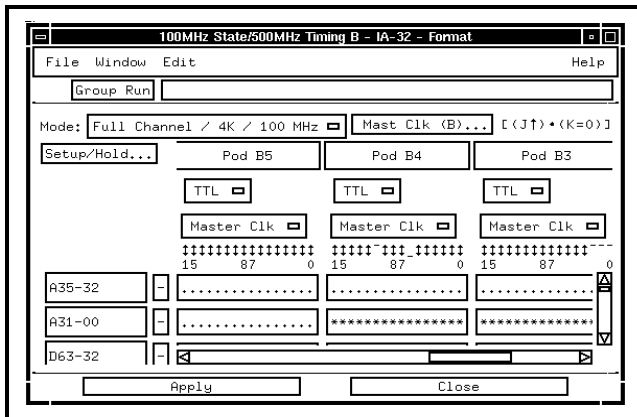 100MHz State/500MHz Timing B - IA-32 - Format
File Window Edit Help
Group Run
Mode: Full Channel / 4K / 100 MHz Mast Clk (B)... [(J↑)•(K=0)]
Setup/Hold... Pod B5 Pod B4 Pod B3
TTL TTL TTL
Master Clk Master Clk Master Clk
15 87 0 15 87 0 15 87 0
A35-32 - ................ ................ ................
A31-00 - ................ **************** ****************
D63-32 -
Apply Close